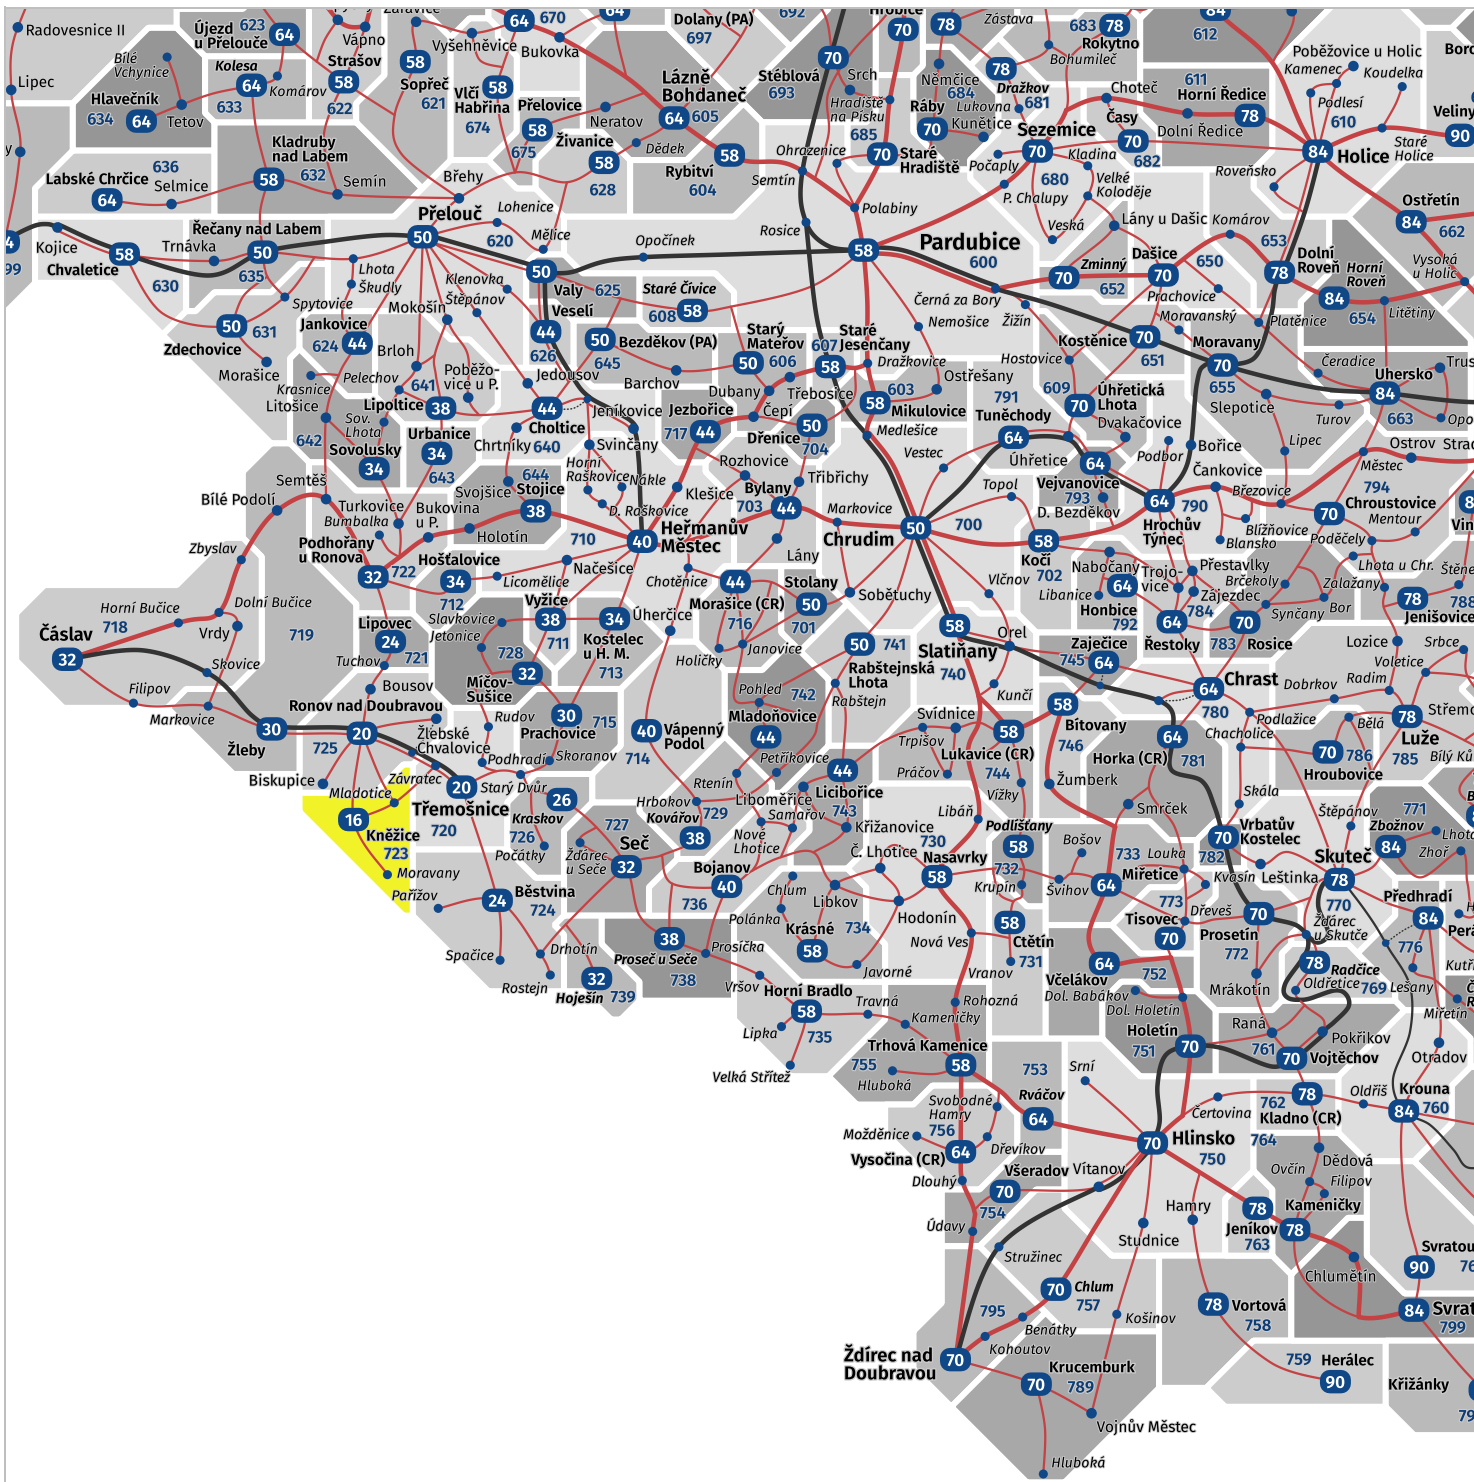 Radovesnice II
Újezd
u Přelouče
623
64
Vápno
Vyšehněvice
64
670
Bukovka
64
Dolany (PA)
697
692
70
78
Zástava
683
78
Rokytno
84
612
Poběžovice u Holic
Kamenec
Koudelka
Lipec
Bílé
Vchynice
Hlavečník
634
64
Tetov
Kolesa
64
633
Komárov
Strašov
58
622
58
Sopřeč
621
58
Vlčí
Habřina
674
Přelovice
58
675
Neratov
Lázně
Bohdaneč
64
605
Stéblová
693
70
Srch
Hradiště
na Písku
685
Němčice
684
Ráby
70
Lukovna
Kunětice
78
Bohumileč
Dražkov
681
Choteč
611
Horní Ředice
78
Časy
70
682
Dolní Ředice
Podlesí
610
Staré
Holice
90
84
Holice
Kladruby
nad Labem
632
58
Semín
636
Labské Chrčice
64
Selmice
Břehy
Živanice
58
628
Dědek
Rybitví
604
58
Ohrazenice
Semtín
70
Staré
Hradiště
Sezemice
70
Počaply
P. Chalupy
680
Kladina
Velké
Koloděje
Veská
Roveňsko
Ostřetín
84
662
Kojice
58
Chvaletice
630
Trnávka
Řečany nad Labem
50
635
Přelouč
50
Lohenice
620
Mělice
Opočínek
Rosice
Polabiny
58
Pardubice
600
Lány u Dašic
Komárov
653
Dašice
70
650
Zminný
70
652
Prachovice
78
Dolní
Roveň
Horní
Roveň
84
654
Vysoká
u Holic
Litětiny
Lhota
Škudly
Spytovice
50
631
Zdechovice
Morašice
Jankovice
624
44
Mokošín
Klenovka
Štěpánov
50
Valy
625
Veselí
44
626
Staré Čívice
608
58
50
645
Bezděkov (PA)
Barchov
Starý
Mateřov
50
606
607
58
Staré
Jesenčany
Dražkovice
Černá za Bory
Nemošice
Žižín
Kostěnice
70
651
Moravanský
Platěnice
Moravany
70
655
Čeradice
Uhersko
84
663
Brloh
Krasnice
Litošice
Pelechov
641
Poběžo-
vice u P.
Jedousov
Jeníkovice
Dubany
Třebosice
603
58
Mikulovice
Ostřešany
Hostovice
609
70
Úhřetická
Lhota
Slepotice
Turov
642
Sov.
Lhota
Sovolusky
34
Lipoltice
38
Urbanice
34
643
44
Choltice
640
Chrtníky
Svinčany
Jezbořice
717
44
Čepí
Dřenice
50
704
Medlešice
791
Tuněchody
64
Dvakačovice
Lipec
Ostrov
Semtěš
Turkovice
Bumbalka
Bukovina
u P.
Svojšice
644
Stojice
38
Horní
Raškovice
Nákle
D. Raškovice
Klešice
Rozhovice
Bylany
703
44
Třibřichy
Markovice
Vestec
Úhřetice
64
Vejvanovice
793
D. Bezděkov
Podbor
Bořice
Čankovice
Březovice
Městec
794
Bílé Podolí
Podhořany
u Ronova
32
722
Holotín
710
40
Heřmanův
Městec
Chrudim
50
700
Topol
58
Kočí
702
64
790
Hrochův
Týnec
Bližňovice
Blansko
70
Chroustovice
Mentour
Poděčely
Zbyslav
Horní Bučice
718
Dolní Bučice
Vrdy
719
Hošťalovice
34
712
Licoměřice
Načešice
Chotěnice
44
Morašice (CR)
716
Lány
Stolany
50
701
Sobětuchy
Vlčnov
Nabočany
Libanice
64
Honbice
792
Trojo-
vice
Přestavlky
784
Zájezdec
64
Řestoky
Brčekoly
Synčany
Bor
Zalažany
Lhota u Chr.
78
788
Jenišovice
70
783
Rosice
Čáslav
32
Skovice
Filipov
Markovice
30
Žleby
Lipovec
24
721
Tuchov
Bousov
Slavkovice
Jetonice
728
32
Míčov-
Sušice
Vyžice
38
711
34
Kostelec
u H. M.
713
Úherčice
Holičky
Janovice
50
741
Rabštejnská
Lhota
Rabštejn
58
Slatiňany
740
Orel
Kunčí
Zaječice
745
64
64
Chrast
780
Lozice
Srbce
Voletice
Radim
Dobrkov
Ronov nad Doubravou
725
20
Biskupice
Žlebské
Chvalovice
Rudov
30
Prachovice
715
Skoranov
714
40
Vápenný
Podol
Pohled
742
Mladoňovice
44
Petříkovice
Svídnice
Trpišov
Práčov
58
Lukavice (CR)
744
58
Bítovany
746
Žumberk
64
Horka (CR)
781
Podlažice
Chacholice
70
786
Hroubovice
Bělá
78
Luže
785
Mladotice
Závratec
16
Kněžice
723
Moravany
Pařížov
20
Třemošnice
720
Podhradí
Starý Dvůr
26
Kraskov
726
Počátky
Rtenín
Hrbokov
Kovářov
729
38
727
Seč
32
Žďárec
u Seče
Liboměřice
Samařov
Nové
Lhotice
44
Licibořice
743
Křižanovice
Libáň
730
Č. Lhotice
Vížky
Podlíšťany
58
732
Krupín
Smrček
Skála
70
Vrbatův
Kostelec
782
Štěpánov
771
Zbožnov
84
Lhota
Zhoř
24
Běstvina
724
Spačice
Rostejn
Drhotín
32
Hoješín
739
Bojanov
40
736
38
Proseč u Seče
738
Prosíčka
Chlum
Polánka
Krásné
58
734
Libkov
Javorné
Nasavrky
58
Hodonín
Nová Ves
58
Ctětín
731
Vranov
Bošov
Švihov
64
733
Miřetice
Louka
773
Kvasín
Tisovec
70
Dřeveš
Leštinka
Skuteč
78
770
Předhradí
84
776
Vršov
Horní Bradlo
58
735
Lipka
Velká Střítež
Travná
Kameničky
Rohozná
64
Včelákov
752
Dol. Babákov
Dol. Holetín
Prosetín
70
772
Mrákotín
Žďárec
u Skutče
78
Radčice
Oldřetice
769
Lešany
Miřetín
Trhová Kamenice
58
755
Hluboká
753
Rváčov
64
Srní
Holetín
751
70
Raná
761
70
Vojtěchov
Pokřikov
Otradov
Svobodné
Hamry
756
Možděnice
Vysočina (CR)
64
Dřevíkov
Dlouhý
70
Hlinsko
750
764
Čertovina
762
78
Kladno (CR)
Oldřiš
Krouna
84
760
Údavy
Všeradov
70
754
Vítanov
Stružinec
Studnice
Hamry
78
Jeníkov
763
Ovčín
Dědová
Filipov
Kameničky
78
Chlumětín
90
795
70
Chlum
757
Benátky
Kohoutov
Košinov
78
Vortová
758
84
799
Ždírec nad
Doubravou
70
70
Krucemburk
789
Vojnův Městec
Hluboká
759
Herálec
90
Křižánky